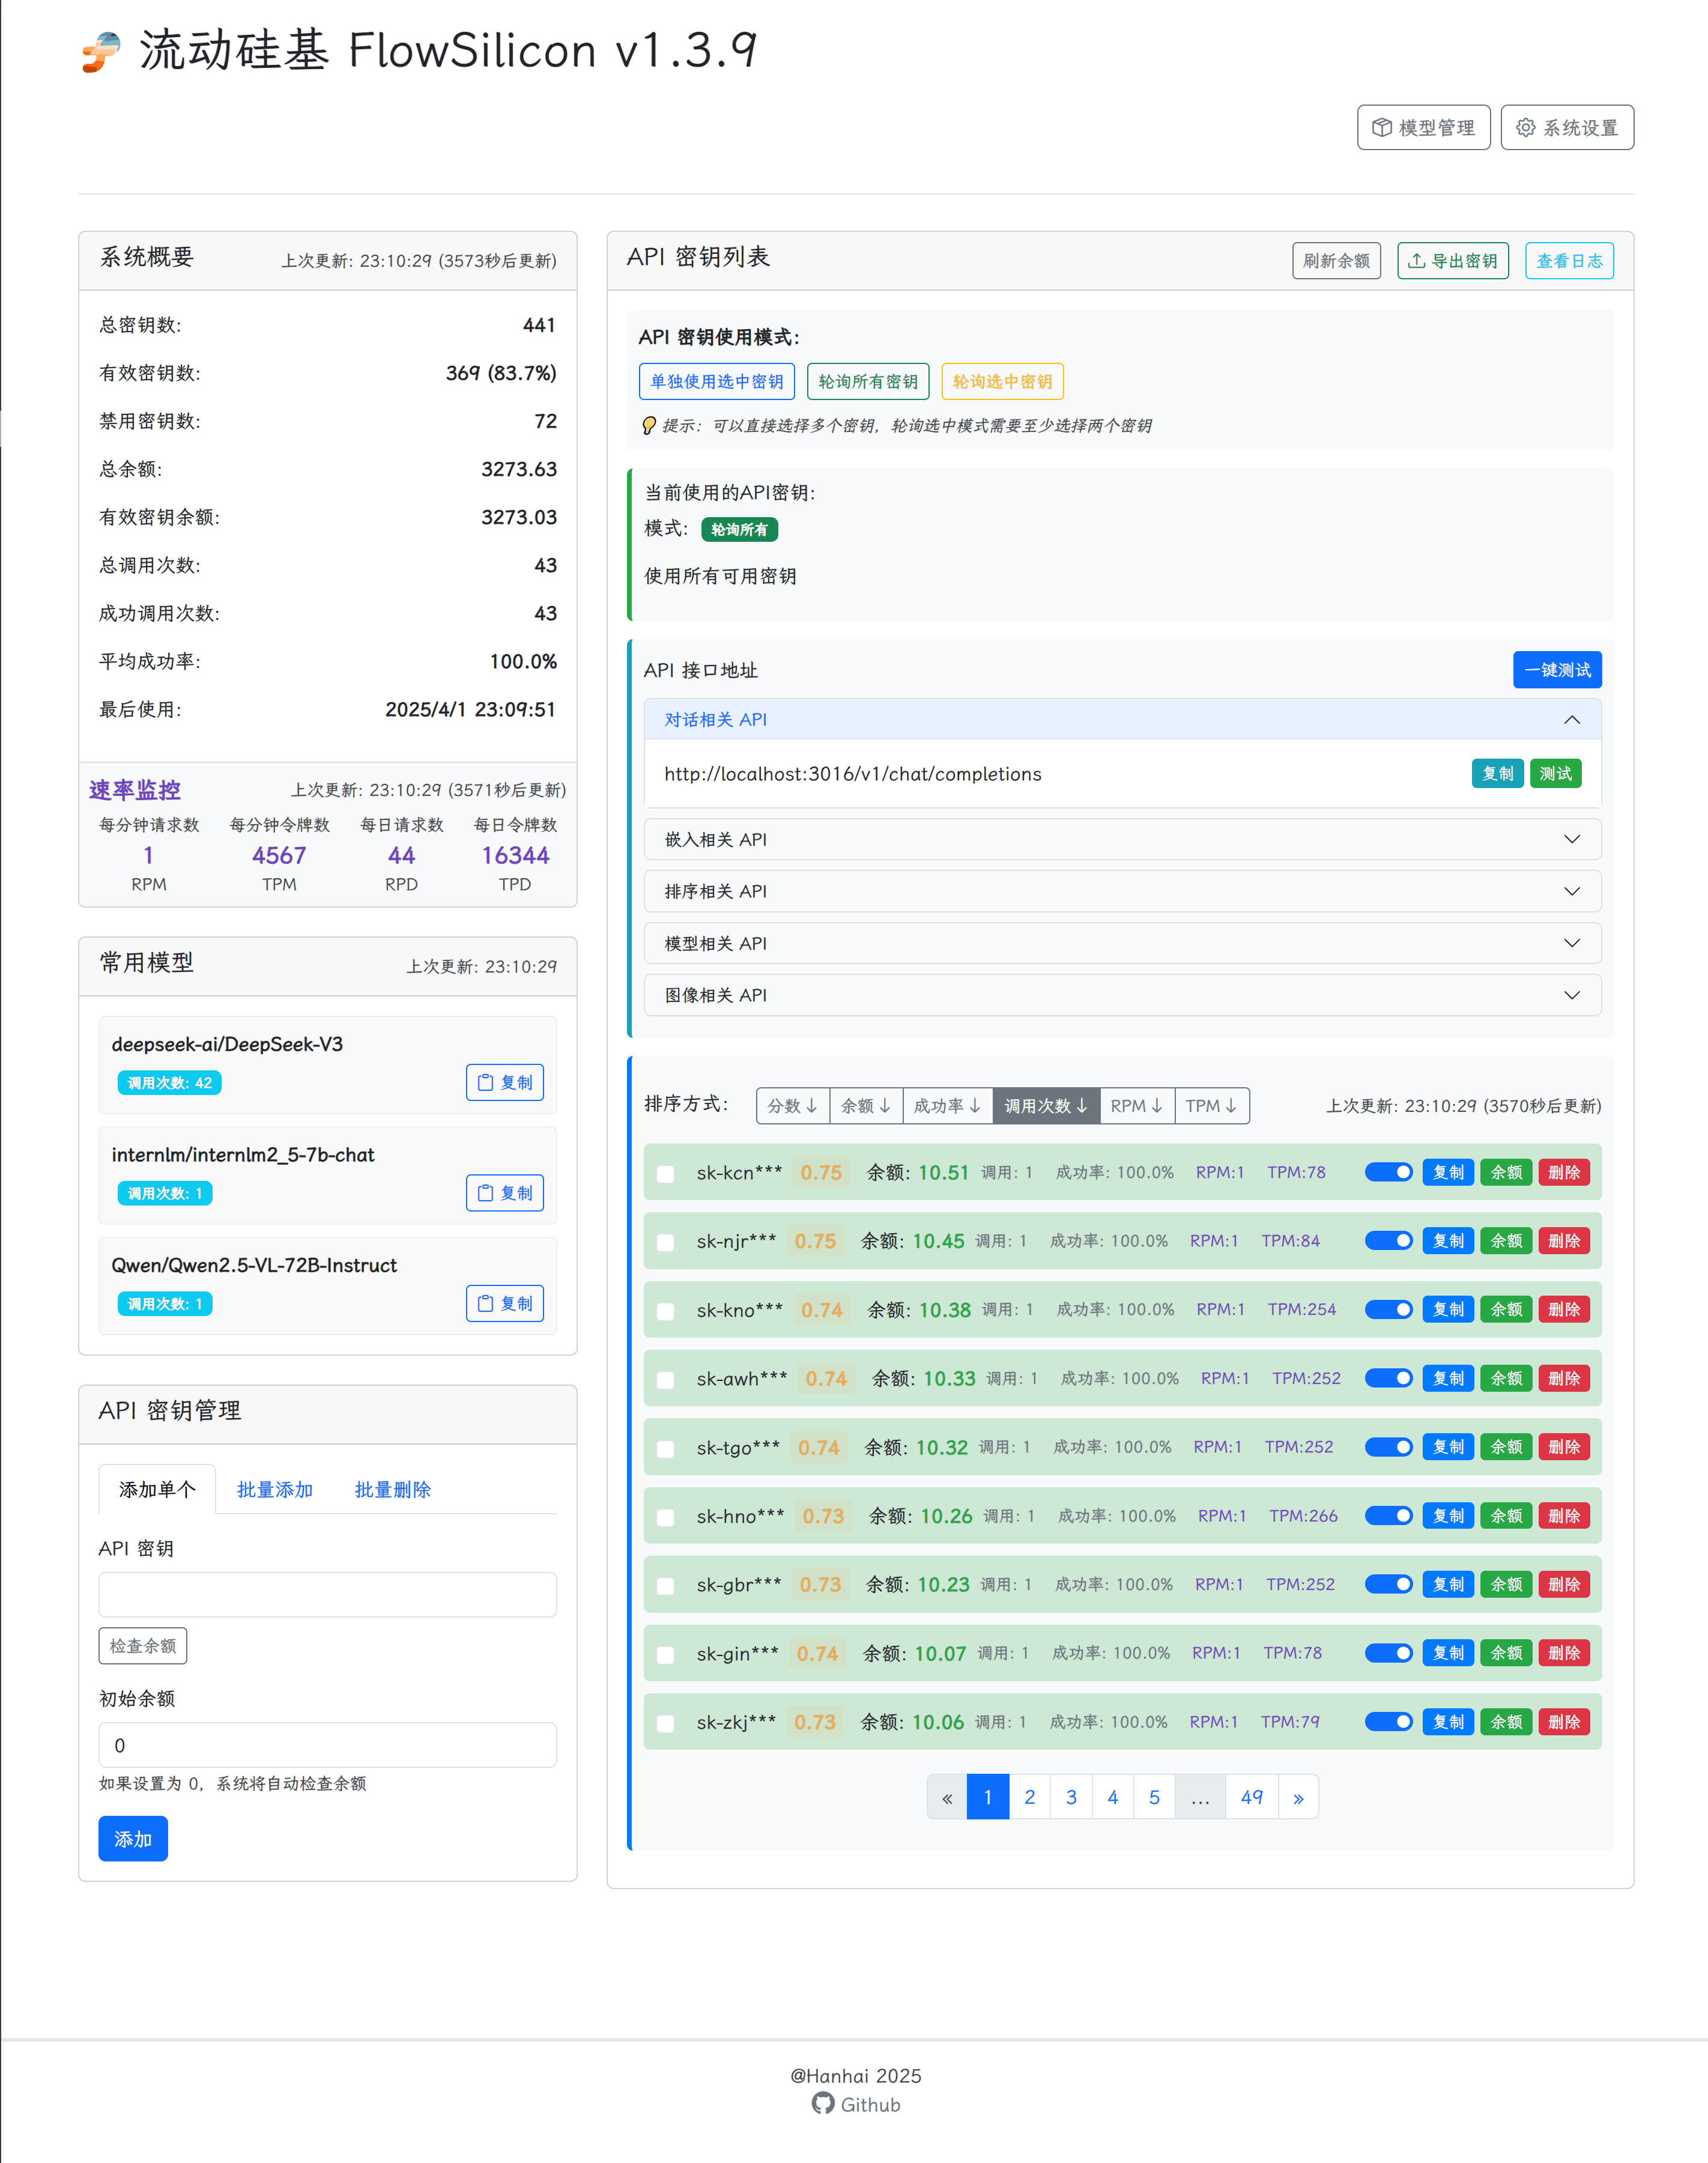 流动硅基 FlowSilicon v1.3.9
模型管理 系统设置
系统概要 上次更新: 23:10:29 (3573秒后更新)
总密钥数: 441
有效密钥数: 369 (83.7%)
禁用密钥数: 72
总余额: 3273.63
有效密钥余额: 3273.03
总调用次数: 43
成功调用次数: 43
平均成功率: 100.0%
最后使用: 2025/4/1 23:09:51
速率监控 上次更新: 23:10:29 (3571秒后更新)
每分钟请求数 每分钟令牌数 每日请求数 每日令牌数
1 4567 44 16344
RPM TPM RPD TPD
常用模型 上次更新: 23:10:29
deepseek-ai/DeepSeek-V3
调用次数: 42 复制
internlm/internlm2_5-7b-chat
调用次数: 1 复制
Qwen/Qwen2.5-VL-72B-Instruct
调用次数: 1 复制
API 密钥管理
添加单个 批量添加 批量删除
API 密钥
检查余额
初始余额
0
如果设置为 0，系统将自动检查余额
添加
API 密钥列表 刷新余额 导出密钥 查看日志
API 密钥使用模式:
单独使用选中密钥 轮询所有密钥 轮询选中密钥
提示：可以直接选择多个密钥，轮询选中模式需要至少选择两个密钥
当前使用的API密钥:
模式: 轮询所有
使用所有可用密钥
API 接口地址 一键测试
对话相关 API
http://localhost:3016/v1/chat/completions 复制 测试
嵌入相关 API
排序相关 API
模型相关 API
图像相关 API
排序方式: 分数↓ 余额↓ 成功率↓ 调用次数↓ RPM↓ TPM↓ 上次更新: 23:10:29 (3570秒后更新)
sk-kcn*** 0.75 余额: 10.51 调用: 1 成功率: 100.0% RPM:1 TPM:78 复制 余额 删除
sk-njr*** 0.75 余额: 10.45 调用: 1 成功率: 100.0% RPM:1 TPM:84 复制 余额 删除
sk-kno*** 0.74 余额: 10.38 调用: 1 成功率: 100.0% RPM:1 TPM:254 复制 余额 删除
sk-awh*** 0.74 余额: 10.33 调用: 1 成功率: 100.0% RPM:1 TPM:252 复制 余额 删除
sk-tgo*** 0.74 余额: 10.32 调用: 1 成功率: 100.0% RPM:1 TPM:252 复制 余额 删除
sk-hno*** 0.73 余额: 10.26 调用: 1 成功率: 100.0% RPM:1 TPM:266 复制 余额 删除
sk-gbr*** 0.73 余额: 10.23 调用: 1 成功率: 100.0% RPM:1 TPM:252 复制 余额 删除
sk-gin*** 0.74 余额: 10.07 调用: 1 成功率: 100.0% RPM:1 TPM:78 复制 余额 删除
sk-zkj*** 0.73 余额: 10.06 调用: 1 成功率: 100.0% RPM:1 TPM:79 复制 余额 删除
« 1 2 3 4 5 ... 49 »
@Hanhai 2025
Github